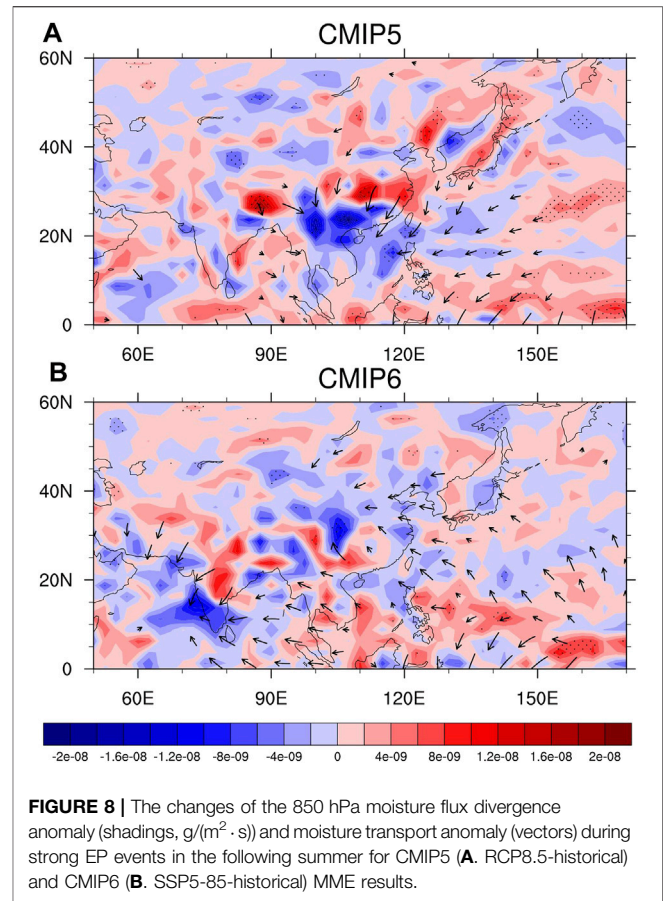 A
CMIP5
60N
40N
20N
0
60E 90E 120E 150E
B
CMIP6
60N
40N
20N
0
60E 90E 120E 150E
-2e-08 -1.6e-08 -1.2e-08 -8e-09 -4e-09 0 4e-09 8e-09 1.2e-08 1.6e-08 2e-08
FIGURE 8 | The changes of the 850 hPa moisture flux divergence
anomaly (shadings, g/(m² · s)) and moisture transport anomaly (vectors) during
strong EP events in the following summer for CMIP5 (A. RCP8.5-historical)
and CMIP6 (B. SSP5-85-historical) MME results.